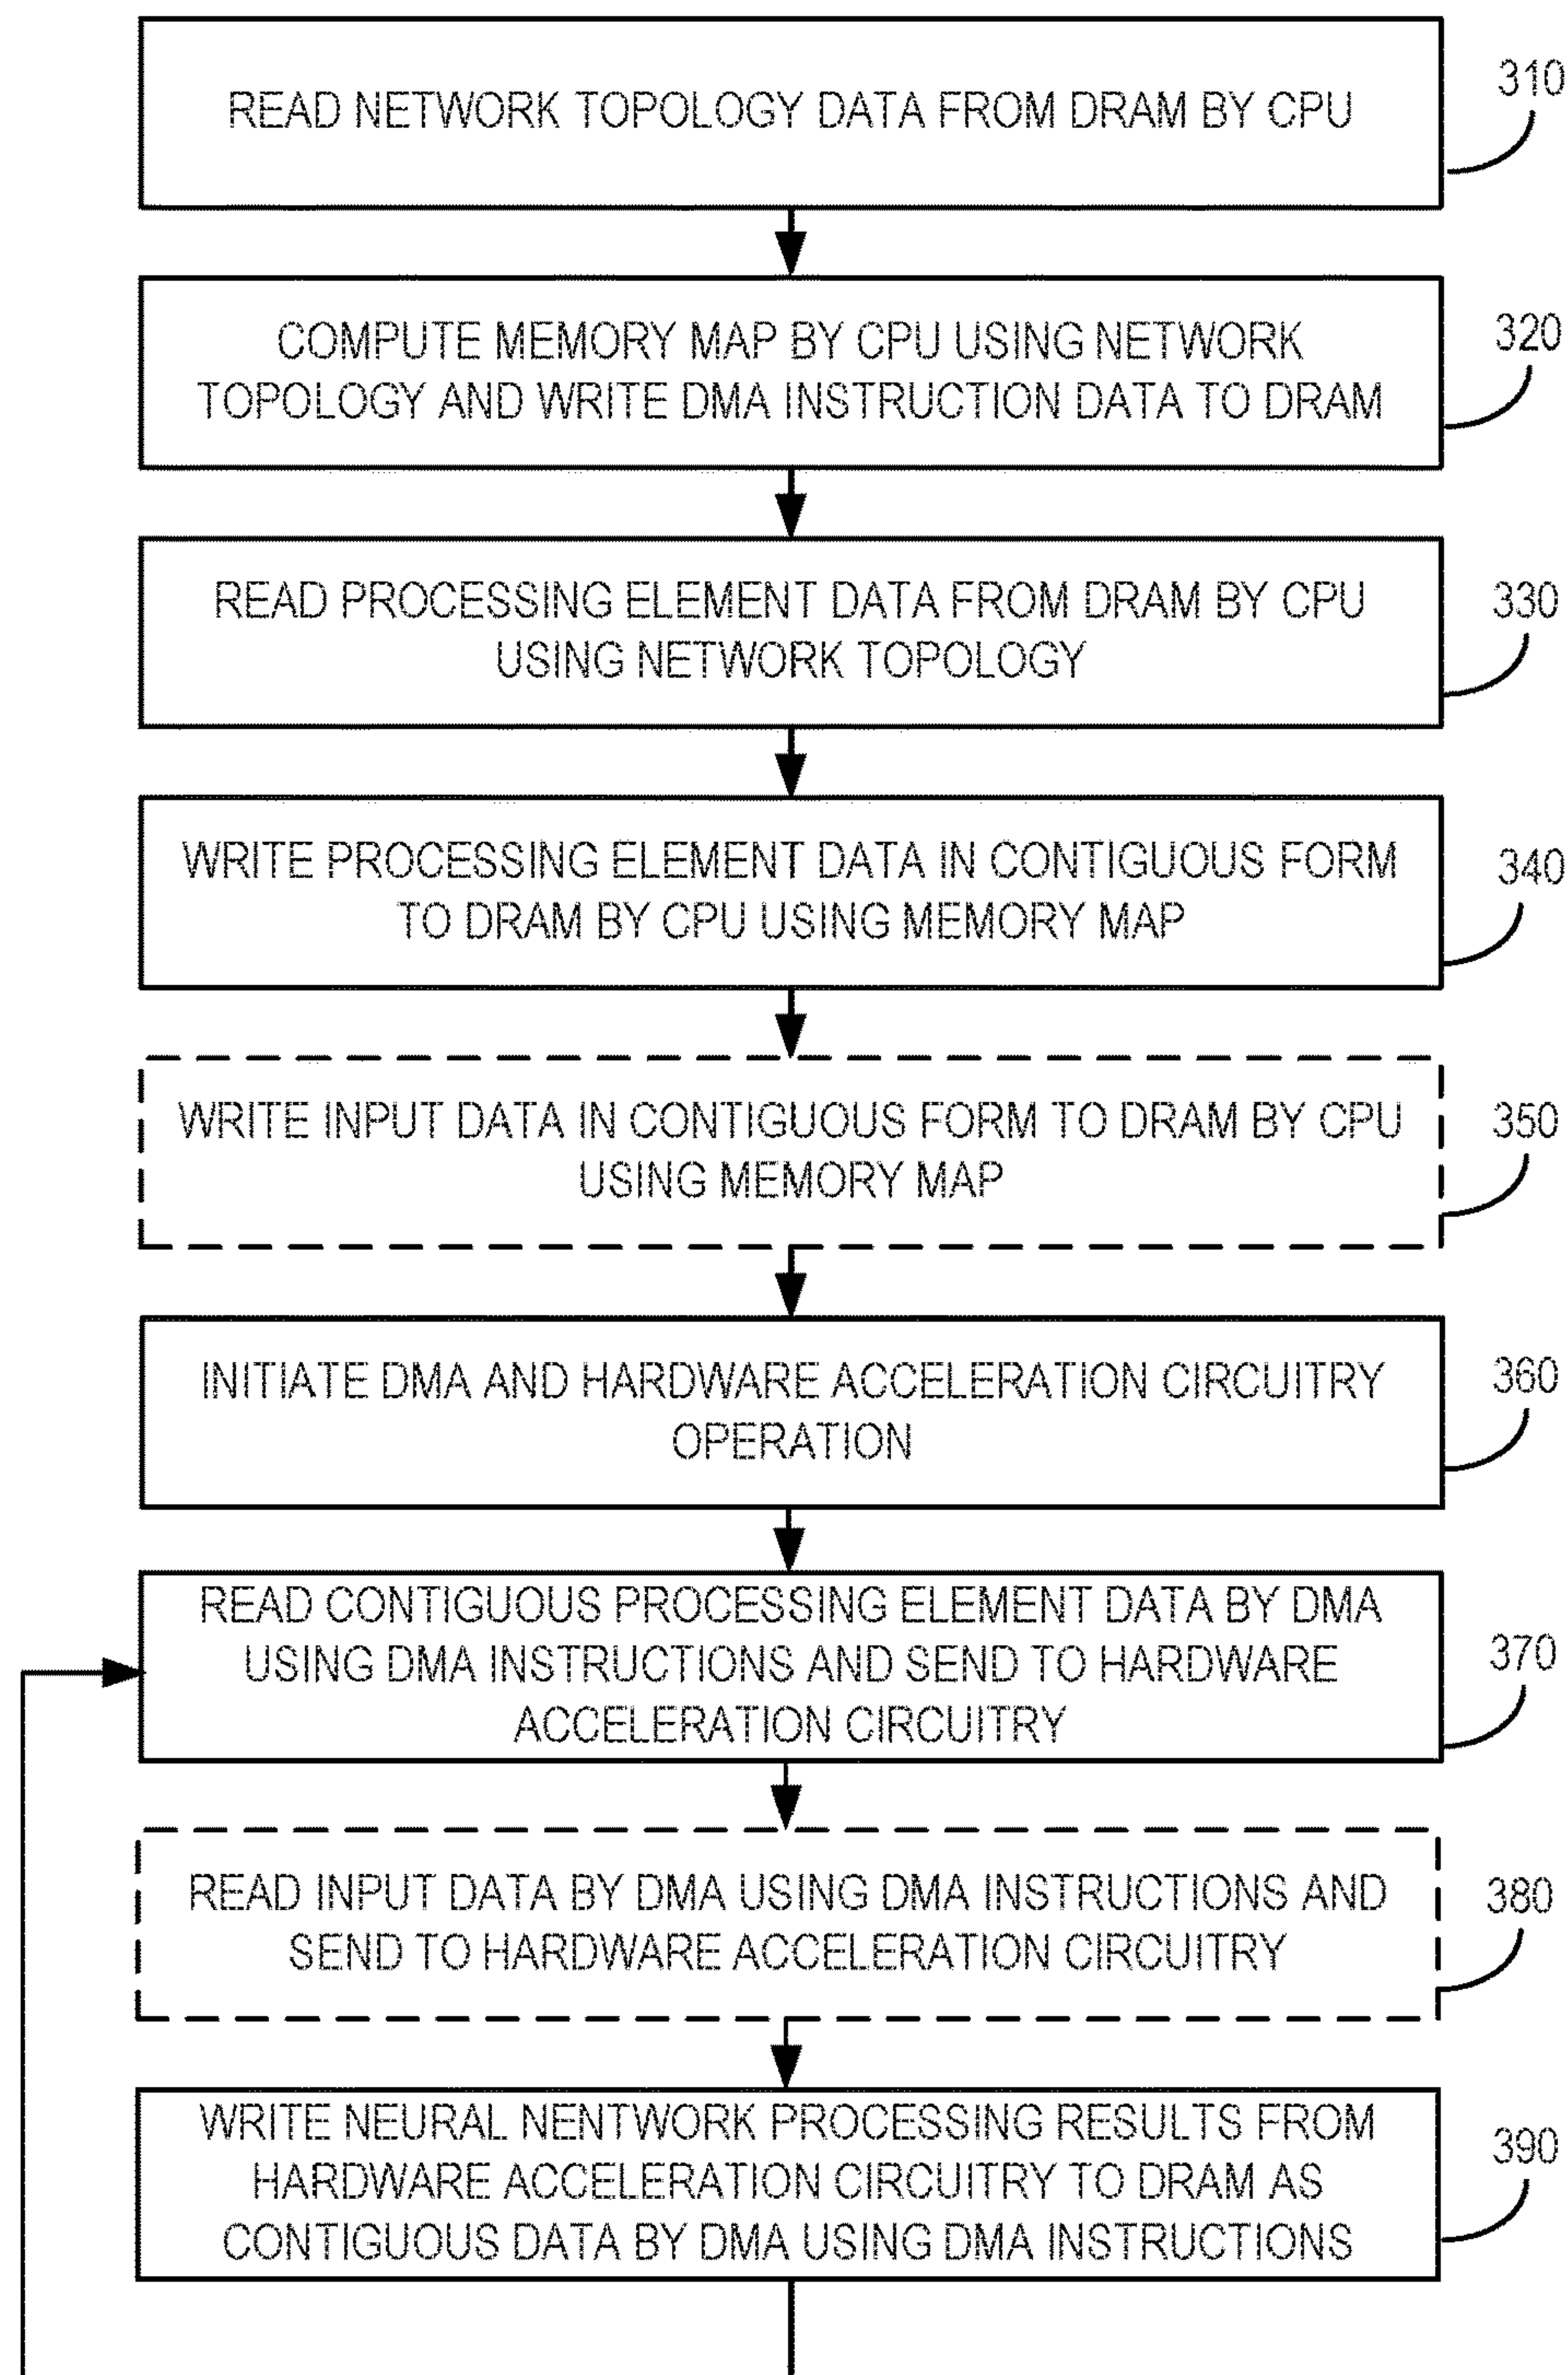 READ NETWORK TOPOLOGY DATA FROM DRAM BY CPU
310
COMPUTE MEMORY MAP BY CPU USING NETWORK
TOPOLOGY AND WRITE DMA INSTRUCTION DATA TO DRAM
320
READ PROCESSING ELEMENT DATA FROM DRAM BY CPU
USING NETWORK TOPOLOGY
330
WRITE PROCESSING ELEMENT DATA IN CONTIGUOUS FORM
TO DRAM BY CPU USING MEMORY MAP
340
WRITE INPUT DATA IN CONTIGUOUS FORM TO DRAM BY CPU
USING MEMORY MAP
350
INITIATE DMA AND HARDWARE ACCELERATION CIRCUITRY
OPERATION
360
READ CONTIGUOUS PROCESSING ELEMENT DATA BY DMA
USING DMA INSTRUCTIONS AND SEND TO HARDWARE
ACCELERATION CIRCUITRY
370
READ INPUT DATA BY DMA USING DMA INSTRUCTIONS AND
SEND TO HARDWARE ACCELERATION CIRCUITRY
380
WRITE NEURAL NENTWORK PROCESSING RESULTS FROM
HARDWARE ACCELERATION CIRCUITRY TO DRAM AS
CONTIGUOUS DATA BY DMA USING DMA INSTRUCTIONS
390